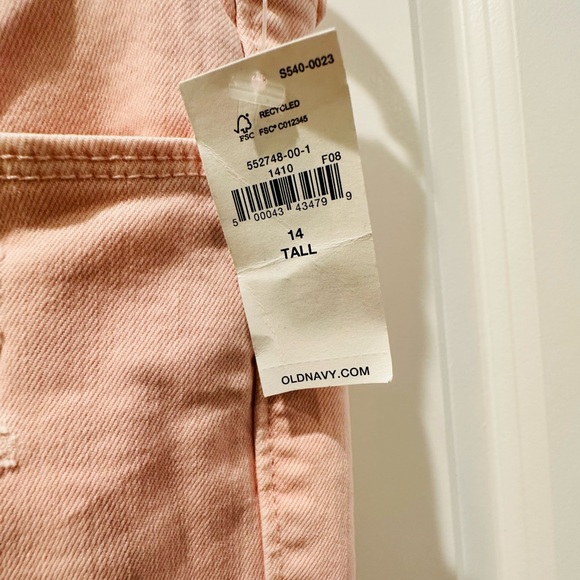 S540-0023
RECYCLED
FSC FSC® C012345
552748-00-1
1410 F08
5 00043 43479 9
14
TALL
OLDNAVY.COM